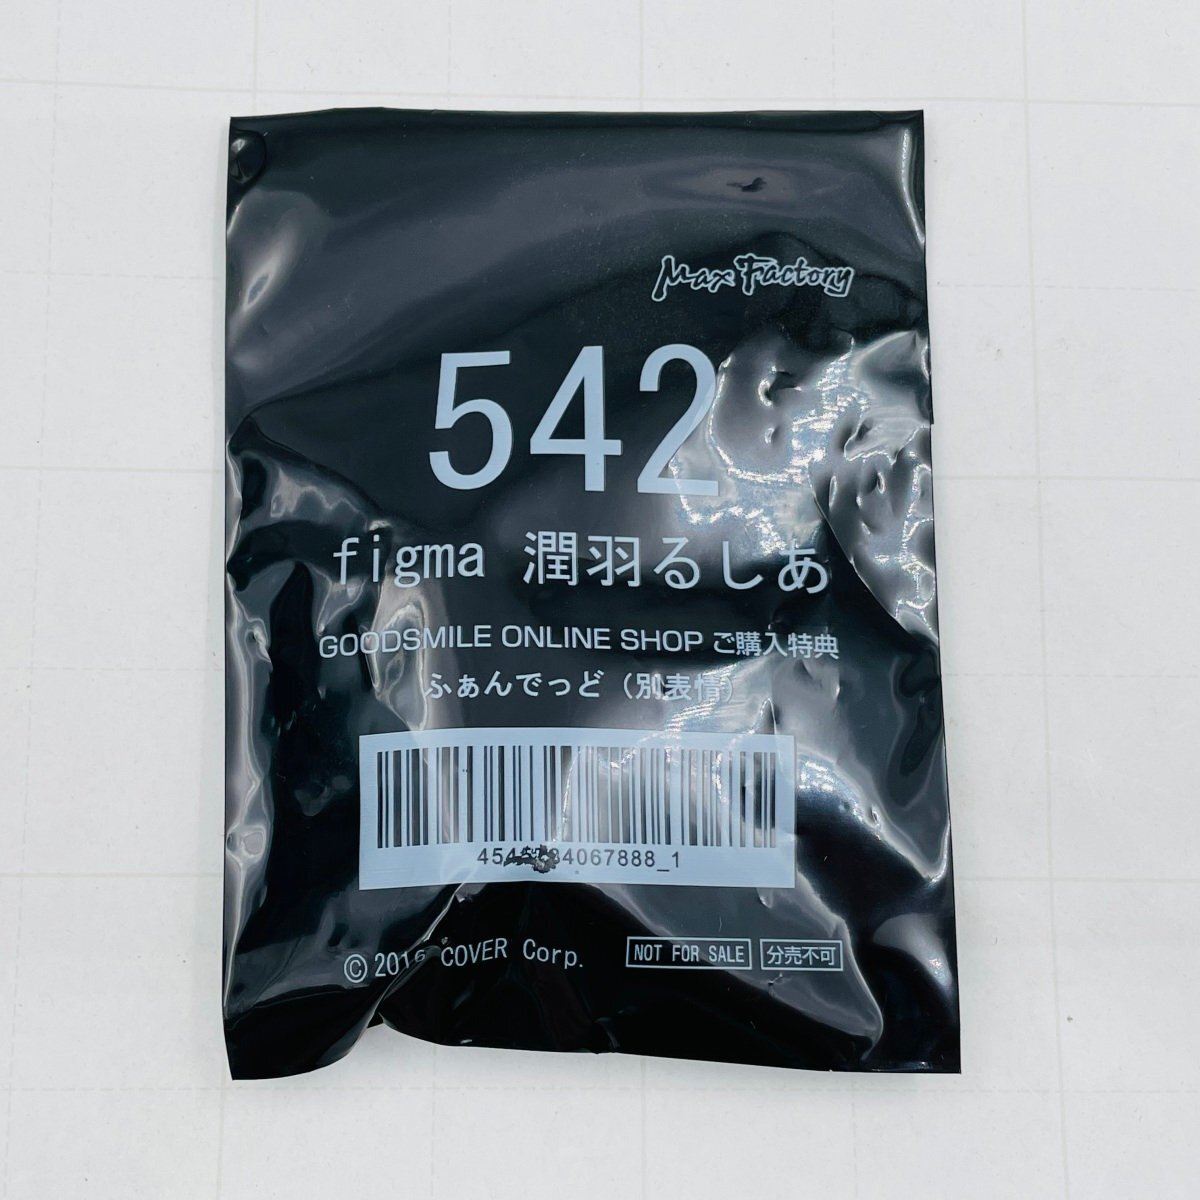 Max Factory
542
figma 潤羽るしあ
GOODSMILE ONLINE SHOP ご購入特典
ふぁんでっど（別表情）
© 2016 COVER Corp.
NOT FOR SALE
分売不可